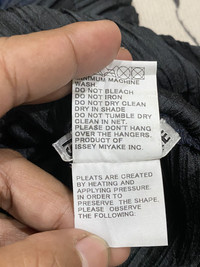 MINIMUM MACHINE
WASH
DO NOT BLEACH
DO NOT IRON
DO NOT DRY CLEAN
DRY IN SHADE
DO NOT TUMBLE DRY
CLEAN IN NET.
PLEASE DON'T HANG
OVER THE HANGERS.
PRODUCT OF
ISSEY MIYAKE INC.
PLEATS ARE CREATED
BY HEATING AND
APPLYING PRESSURE
IN ORDER TO
PRESERVE THE SHAPE.
PLEASE OBSERVE
THE FOLLOWING.